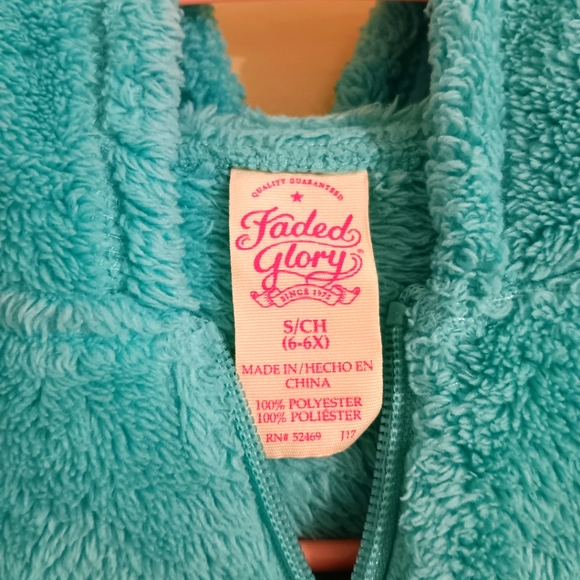 QUALITY GUARANTEED
Faded
Glory®
SINCE 1972
S/CH
(6-6X)
MADE IN/HECHO EN
CHINA
100% POLYESTER
100% POLIÉSTER
RN# 52469 J17